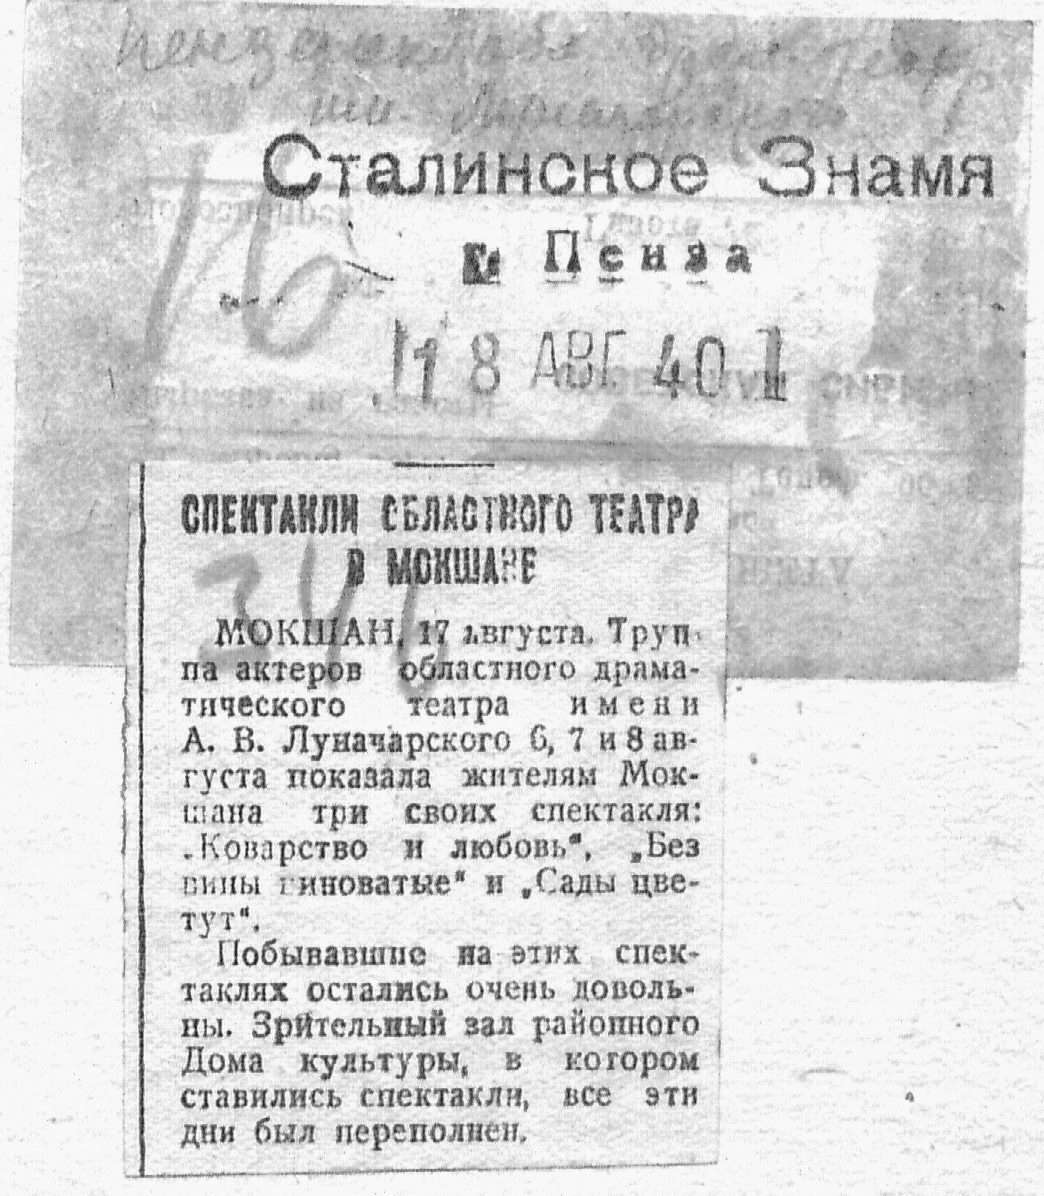 Сталинское Знамя
г. Пенза
18 АВГ 40
16
СПЕКТАКЛИ ОБЛАСТНОГО ТЕАТРА
В МОКШАНЕ
МОКШАН, 17 августа. Труп-
па актеров областного драма-
тического театра имени
А. В. Луначарского 6, 7 и 8 ав-
густа показала жителям Мок-
шана три своих спектакля:
„Коварство и любовь“, „Без
вины виноватые“ и „Сады цве-
тут“.
Побывавшие на этих спек-
таклях остались очень доволь-
ны. Зрительный зал районного
Дома культуры, в котором
ставились спектакли, все эти
дни был переполнен.